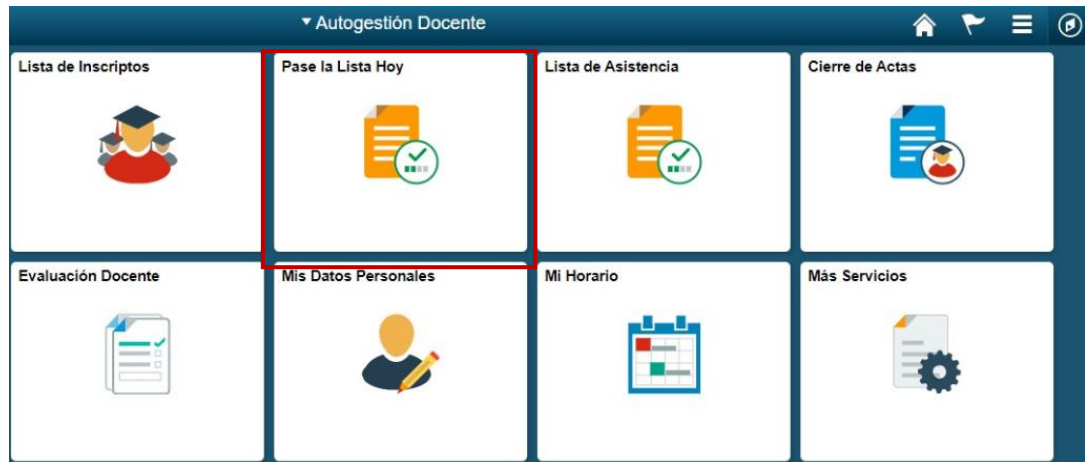 Autogestión Docente
Lista de Inscriptos
Pase la Lista Hoy
Lista de Asistencia
Cierre de Actas
Evaluación Docente
Mis Datos Personales
Mi Horario
Más Servicios